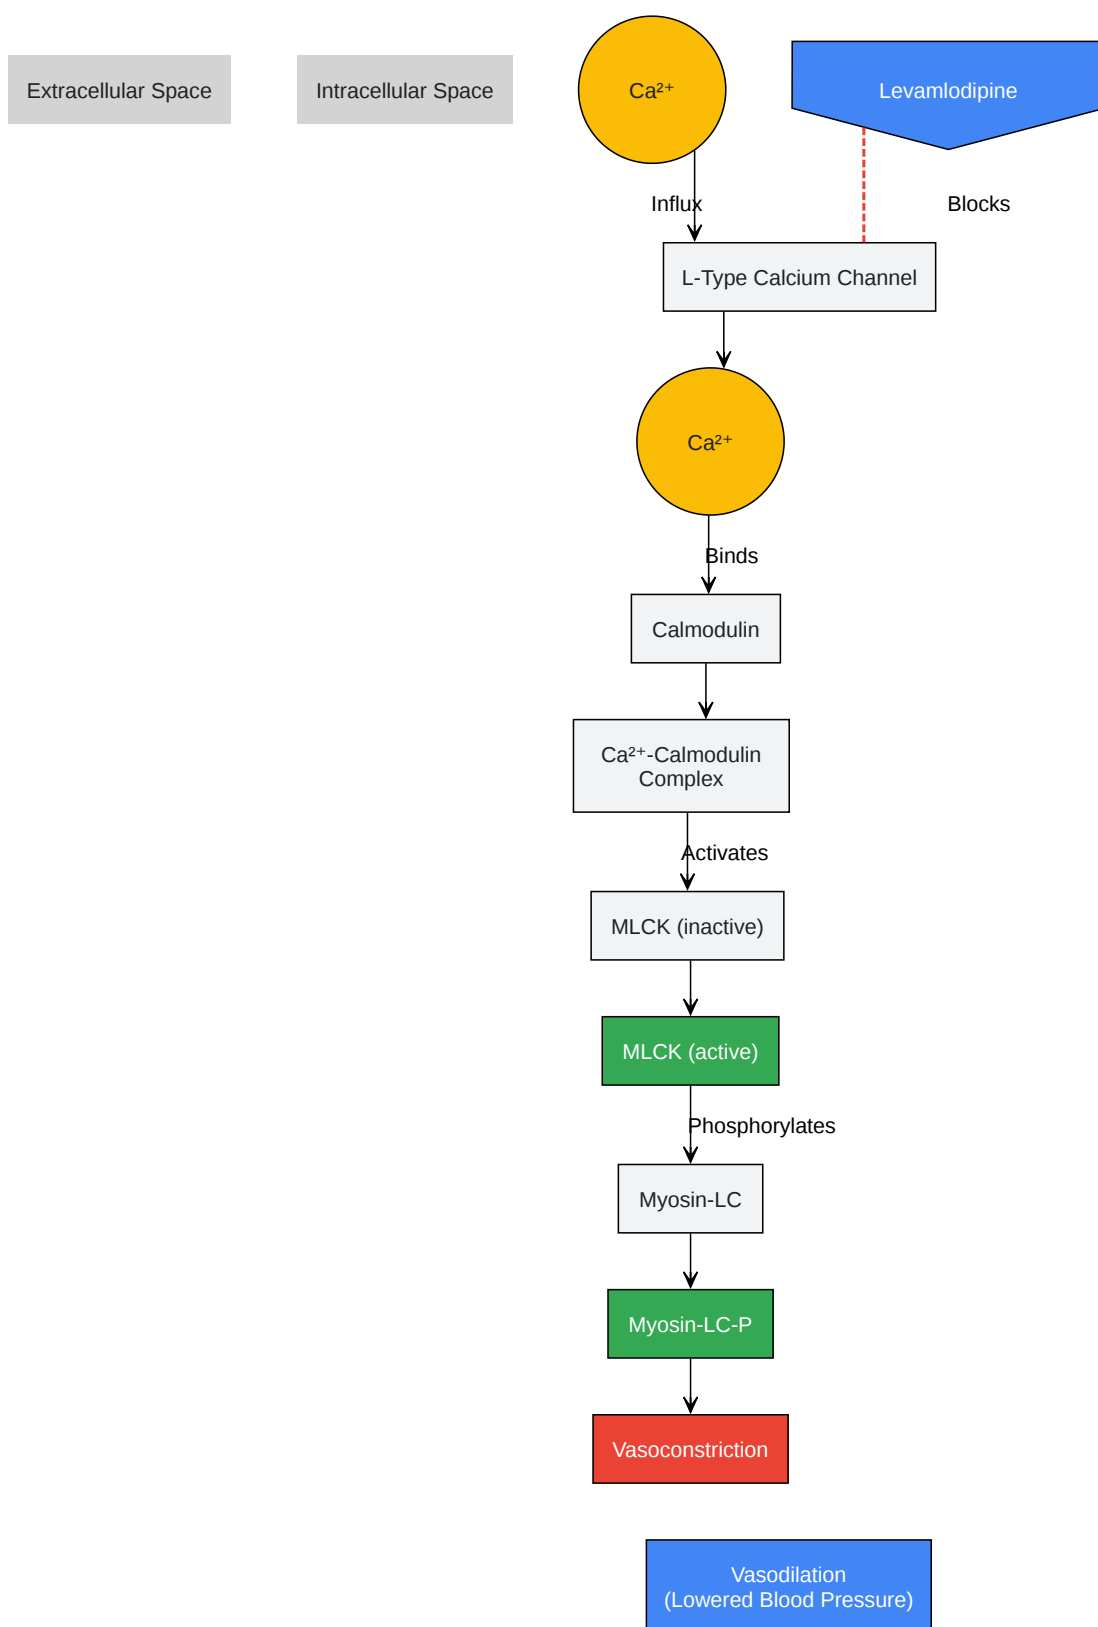 Extracellular Space
Intracellular Space
Ca²⁺
Levamlodipine
Influx
Blocks
L-Type Calcium Channel
Ca²⁺
Binds
Calmodulin
Ca²⁺-Calmodulin
Complex
Activates
MLCK (inactive)
MLCK (active)
Phosphorylates
Myosin-LC
Myosin-LC-P
Vasoconstriction
Vasodilation
(Lowered Blood Pressure)